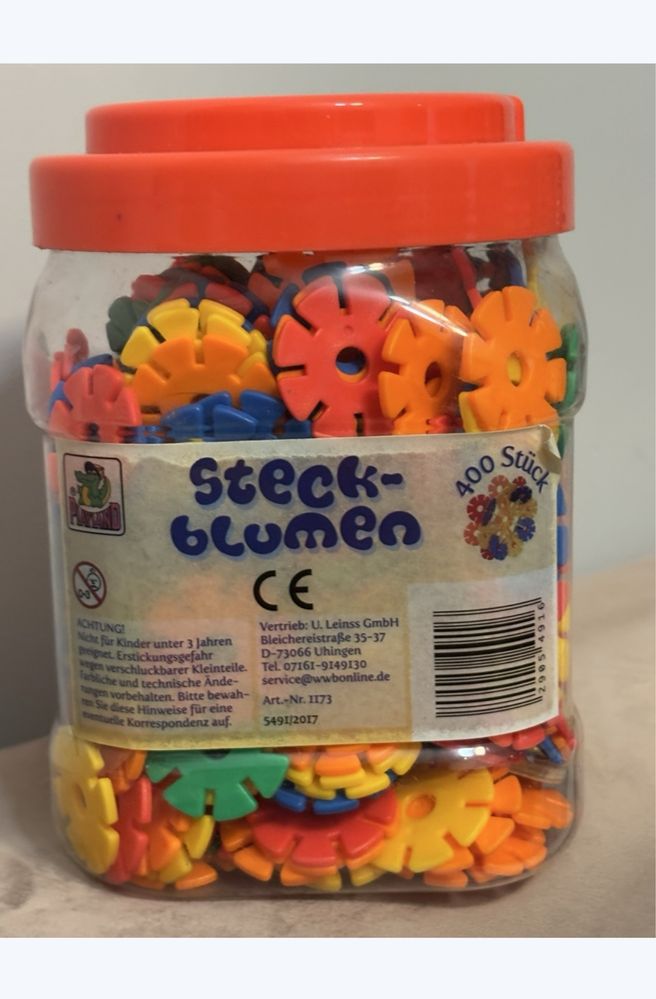 PLAYLAND
Steck-
blumen
400 Stück
CE
ACHTUNG!
Nicht für Kinder unter 3 Jahren
geeignet. Erstickungsgefahr
wegen verschluckbarer Kleinteile.
Farbliche und technische Ände-
rungen vorbehalten. Bitte bewah-
ren Sie diese Hinweise für eine
eventuelle Korrespondenz auf.
Vertrieb: U. Leinss GmbH
Bleichereistraße 35-37
D-73066 Uhingen
Tel. 07161-9149130
service@wwbonline.de
Art.-Nr. 1173
5491/2017
2905 4916